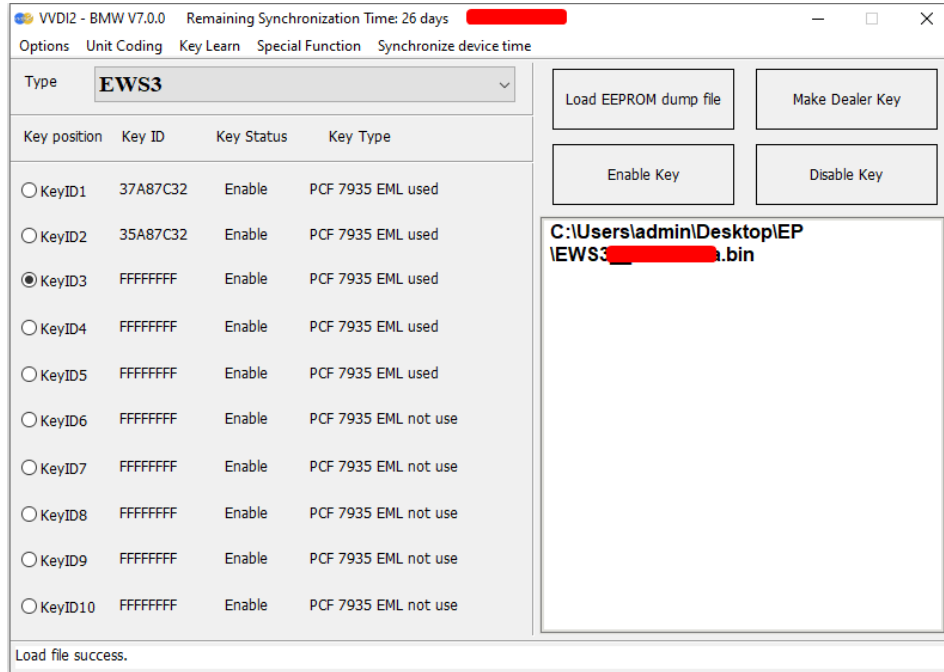 VVDI2 - BMW V7.0.0 Remaining Synchronization Time: 26 days
Options Unit Coding Key Learn Special Function Synchronize device time
Type EWS3
Load EEPROM dump file Make Dealer Key
Key position Key ID Key Status Key Type
Enable Key Disable Key
KeyID1 37A87C32 Enable PCF 7935 EML used
KeyID2 35A87C32 Enable PCF 7935 EML used
KeyID3 FFFFFFFF Enable PCF 7935 EML used
KeyID4 FFFFFFFF Enable PCF 7935 EML used
KeyID5 FFFFFFFF Enable PCF 7935 EML used
KeyID6 FFFFFFFF Enable PCF 7935 EML not use
KeyID7 FFFFFFFF Enable PCF 7935 EML not use
KeyID8 FFFFFFFF Enable PCF 7935 EML not use
KeyID9 FFFFFFFF Enable PCF 7935 EML not use
KeyID10 FFFFFFFF Enable PCF 7935 EML not use
C:\Users\admin\Desktop\EP
\EWS3_ a.bin
Load file success.